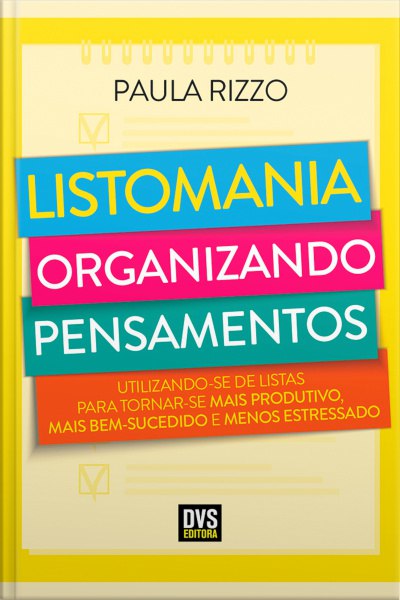 PAULA RIZZO
LISTOMANIA
ORGANIZANDO
PENSAMENTOS
UTILIZANDO-SE DE LISTAS
PARA TORNAR-SE MAIS PRODUTIVO,
MAIS BEM-SUCEDIDO E MENOS ESTRESSADO
DVS
EDITORA